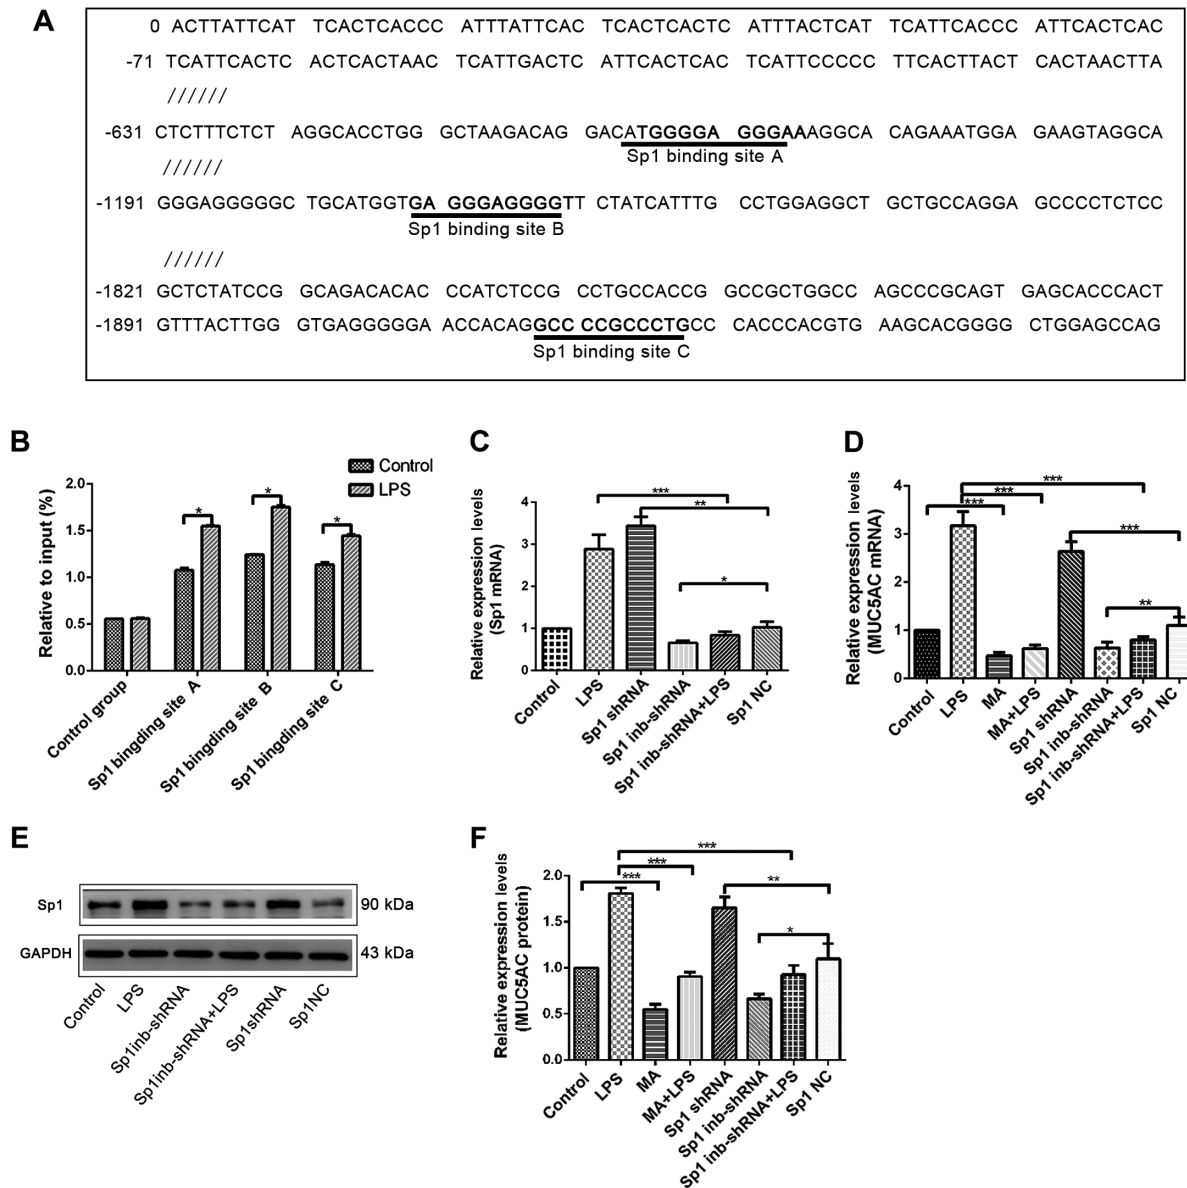 A
0 ACTTATTCAT TCACTCACCC ATTTATTCAC TCACTCACTC ATTTACTCAT TCATTCACCC ATTCACTCAC
-71 TCATTCACTC ACTCACTAAC TCATTGACTC ATTCACTCAC TCATTCCCCC TTCACTTACT CACTAACTTA
//////
-631 CTCTTTCTCT AGGCACCTGG GCTAAGACAG GACATGGGGA GGGAAAGGCA CAGAAATGGA GAAGTAGGCA
Sp1 binding site A
//////
-1191 GGGAGGGGGC TGCATGGTGA GGGAGGGGTT CTATCATTTG CCTGGAGGCT GCTGCCAGGA GCCCCTCTCC
Sp1 binding site B
//////
-1821 GCTCTATCCG GCAGACACAC CCATCTCCG CCTGCCACCG GCCGCTGGCC AGCCCGCAGT GAGCACCCACT
-1891 GTTTACTTGG GTGAGGGGGA ACCACAGGCC CCGCCCTGCC CACCCACGTG AAGCACGGGG CTGGAGCCAG
Sp1 binding site C
B
Control
LPS
Relative to input (%)
2.0
1.5
1.0
0.5
0.0
*
*
*
Control group
Sp1 bingding site A
Sp1 bingding site B
Sp1 bingding site C
C
Relative expression levels
(Sp1 mRNA)
4
3
2
1
0
***
**
*
Control
LPS
Sp1 shRNA
Sp1 inb-shRNA
Sp1 inb-shRNA+LPS
Sp1 NC
D
Relative expression levels
(MUC5AC mRNA)
4
3
2
1
0
***
***
***
***
**
Control
LPS
MA
MA+LPS
Sp1 shRNA
Sp1 inb-shRNA
Sp1 inb-shRNA+LPS
Sp1 NC
E
Sp1
90 kDa
GAPDH
43 kDa
Control
LPS
Sp1inb-shRNA
Sp1inb-shRNA+LPS
Sp1shRNA
Sp1NC
F
Relative expression levels
(MUC5AC protein)
2.0
1.5
1.0
0.5
0.0
***
***
***
**
*
Control
LPS
MA
MA+LPS
Sp1 shRNA
Sp1 inb-shRNA
Sp1 inb-shRNA+LPS
Sp1 NC